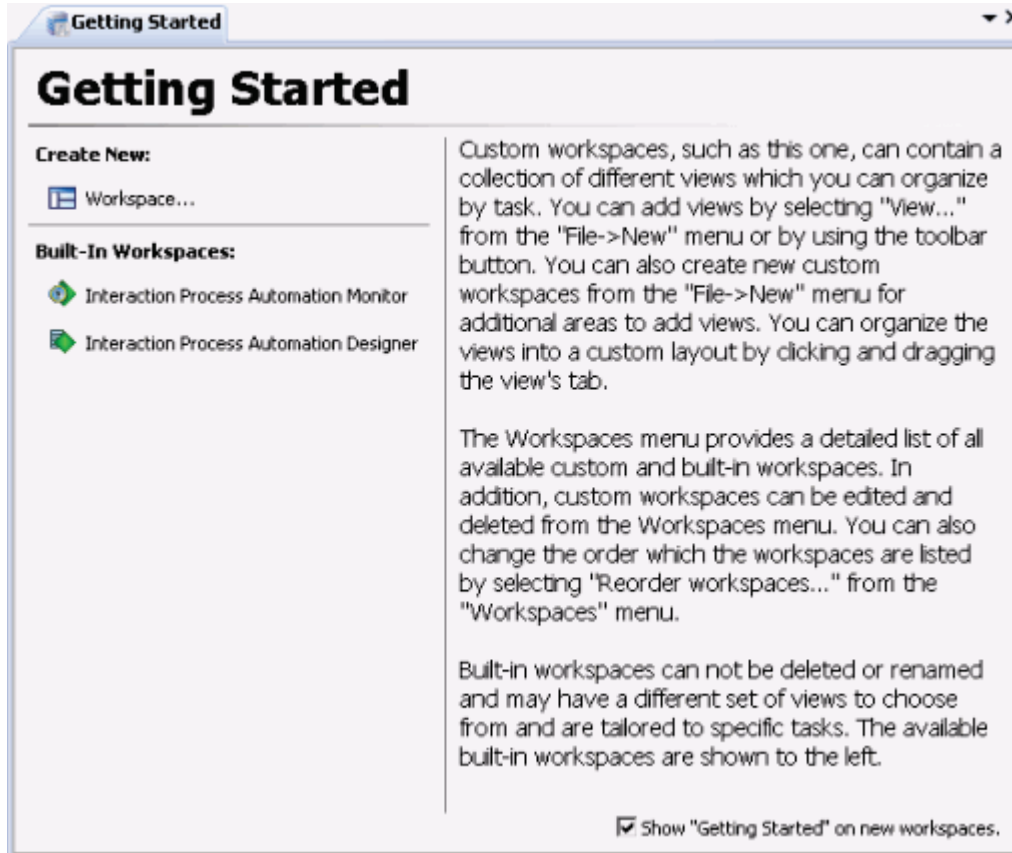 Getting Started
Getting Started
Create New:
Workspace...
Built-In Workspaces:
Interaction Process Automation Monitor
Interaction Process Automation Designer
Custom workspaces, such as this one, can contain a
collection of different views which you can organize
by task. You can add views by selecting "View..."
from the "File->New" menu or by using the toolbar
button. You can also create new custom
workspaces from the "File->New" menu for
additional areas to add views. You can organize the
views into a custom layout by clicking and dragging
the view's tab.
The Workspaces menu provides a detailed list of all
available custom and built-in workspaces. In
addition, custom workspaces can be edited and
deleted from the Workspaces menu. You can also
change the order which the workspaces are listed
by selecting "Reorder workspaces..." from the
"Workspaces" menu.
Built-in workspaces can not be deleted or renamed
and may have a different set of views to choose
from and are tailored to specific tasks. The available
built-in workspaces are shown to the left.
Show "Getting Started" on new workspaces.